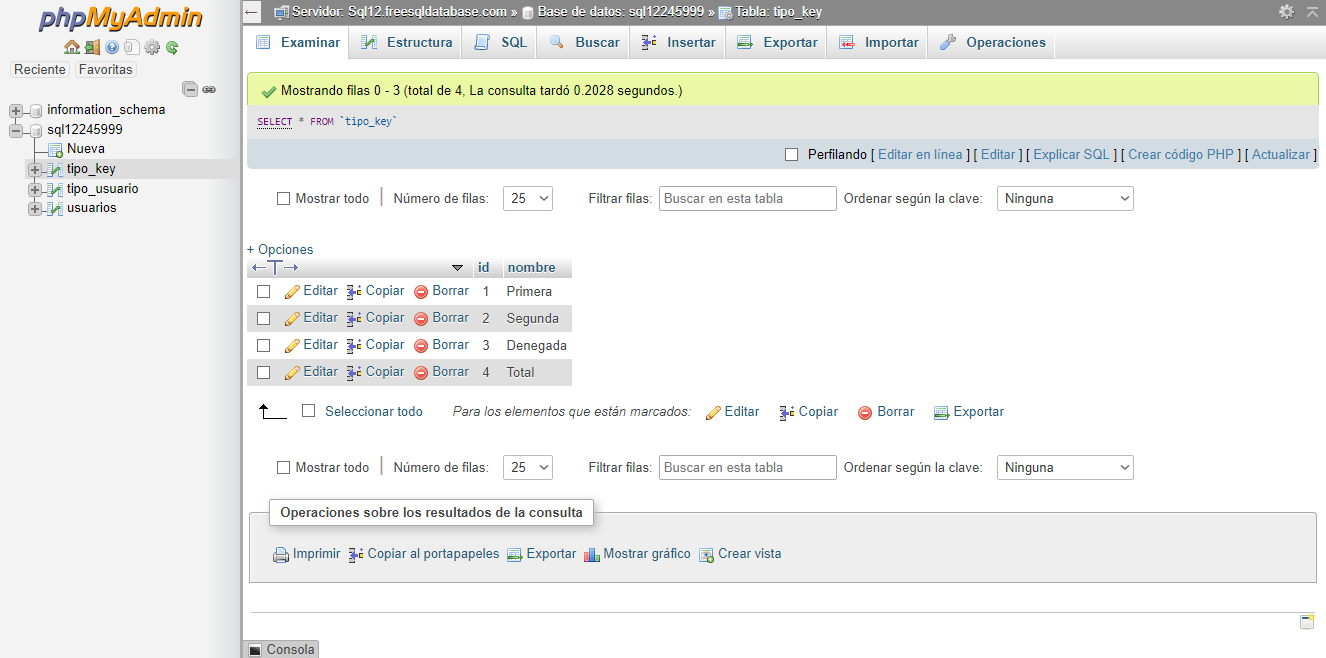 phpMyAdmin
Reciente Favoritas
information_schema
sql12245999
Nueva
tipo_key
tipo_usuario
usuarios
Servidor: Sql12.freesqldatabase.com » Base de datos: sql12245999 » Tabla: tipo_key
Examinar Estructura SQL Buscar Insertar Exportar Importar Operaciones
Mostrando filas 0 - 3 (total de 4, La consulta tardó 0.2028 segundos.)
SELECT * FROM `tipo_key`
Perfilando [ Editar en línea ] [ Editar ] [ Explicar SQL ] [ Crear código PHP ] [ Actualizar ]
Mostrar todo | Número de filas: 25 Filtrar filas: Buscar en esta tabla Ordenar según la clave: Ninguna
+ Opciones
←T→ id nombre
Editar Copiar Borrar 1 Primera
Editar Copiar Borrar 2 Segunda
Editar Copiar Borrar 3 Denegada
Editar Copiar Borrar 4 Total
Seleccionar todo Para los elementos que están marcados: Editar Copiar Borrar Exportar
Mostrar todo | Número de filas: 25 Filtrar filas: Buscar en esta tabla Ordenar según la clave: Ninguna
Operaciones sobre los resultados de la consulta
Imprimir Copiar al portapapeles Exportar Mostrar gráfico Crear vista
Consola